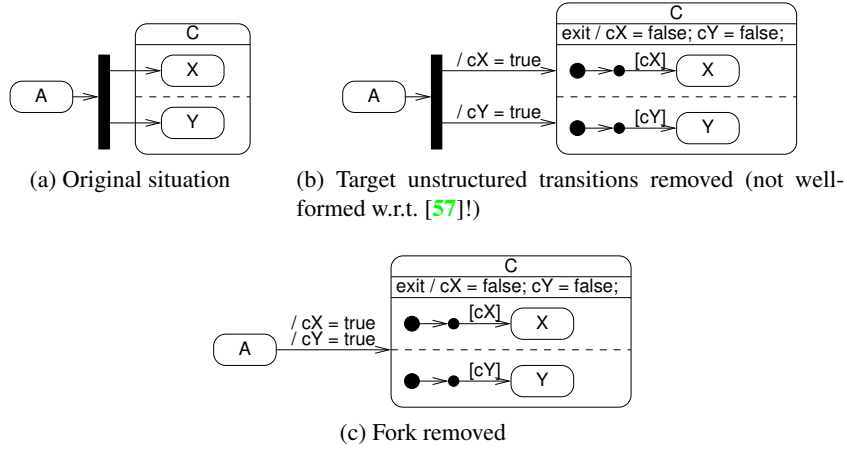 C
X
A
Y
(a) Original situation
C
exit / cX = false; cY = false;
/ cX = true
[cX]
X
A
/ cY = true
[cY]
Y
(b) Target unstructured transitions removed (not well-
formed w.r.t. [57]!)
C
exit / cX = false; cY = false;
/ cX = true
/ cY = true
[cX]
X
A
[cY]
Y
(c) Fork removed